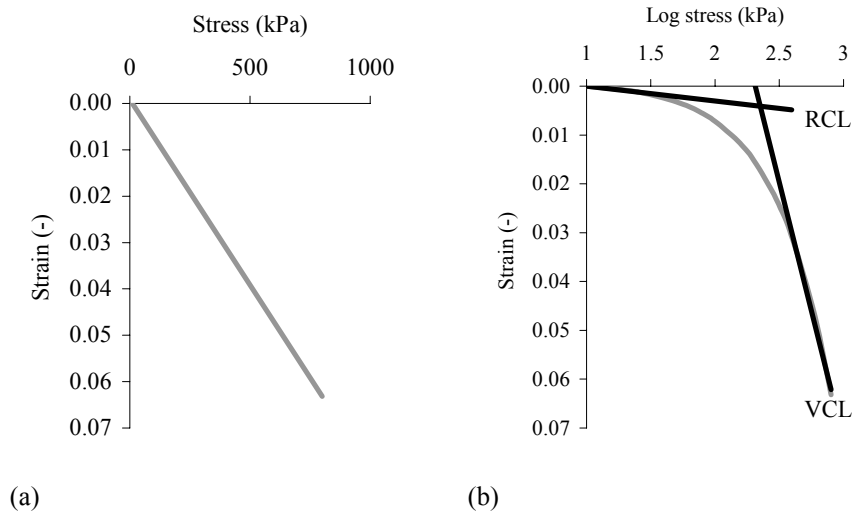 Stress (kPa)
0 500 1000
0.00
0.01
0.02
0.03
0.04
0.05
0.06
0.07
Strain (-)
(a)
Log stress (kPa)
1 1.5 2 2.5 3
0.00
0.01
0.02
0.03
0.04
0.05
0.06
0.07
Strain (-)
RCL
VCL
(b)